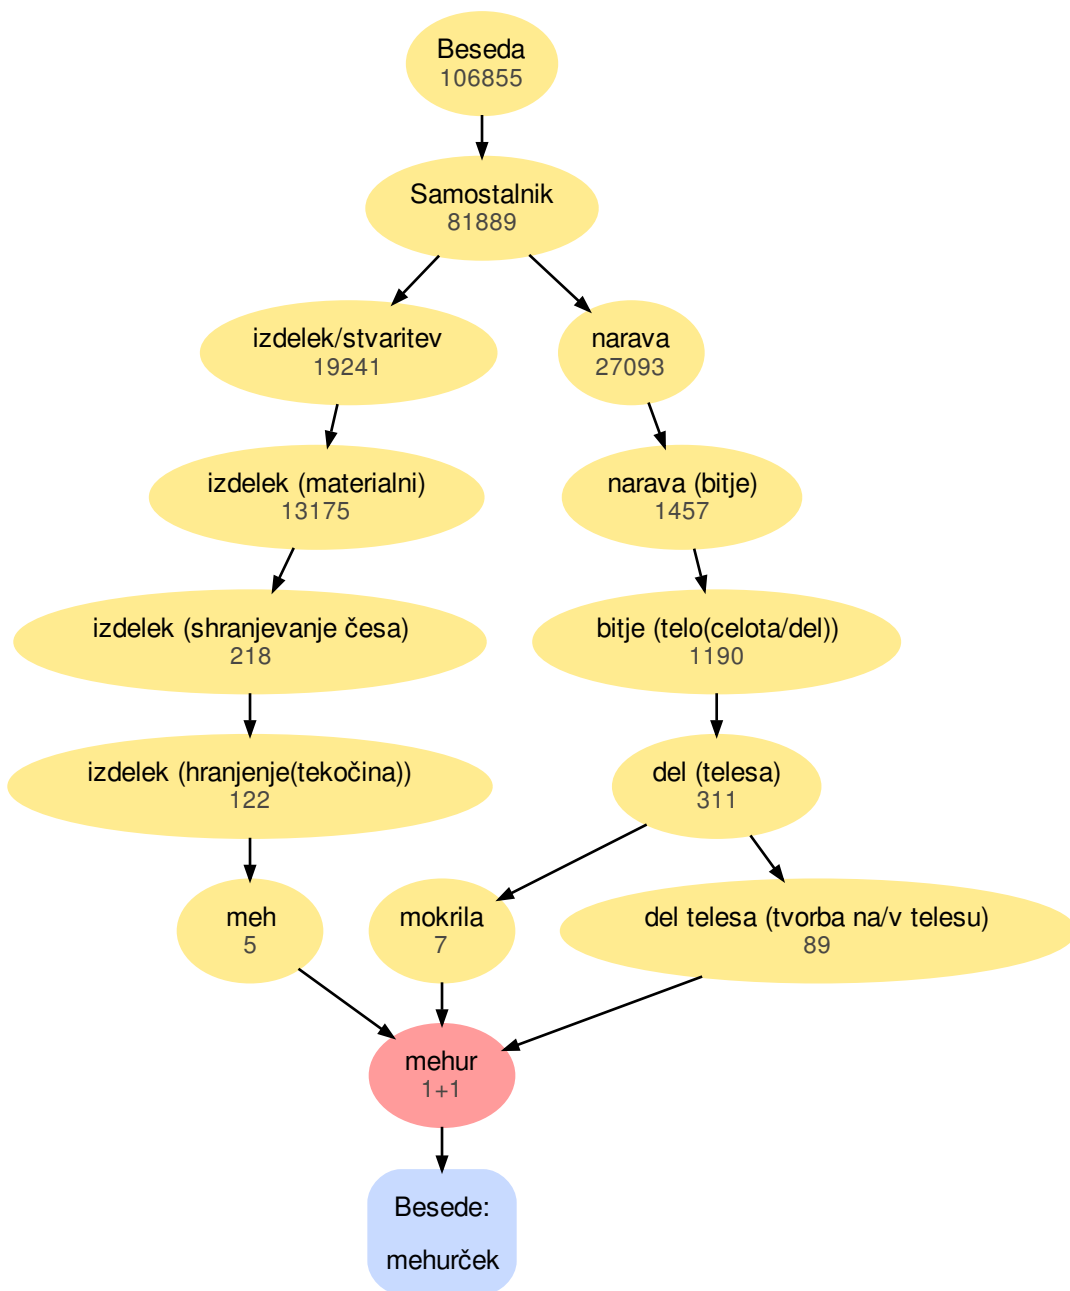 Beseda
106855
Samostalnik
81889
izdelek/stvaritev
19241
narava
27093
izdelek (materialni)
13175
narava (bitje)
1457
izdelek (shranjevanje česa)
218
bitje (telo(celota/del))
1190
izdelek (hranjenje(tekočina))
122
del (telesa)
311
meh
5
mokrila
7
del telesa (tvorba na/v telesu)
89
mehur
1+1
Besede:
mehurček